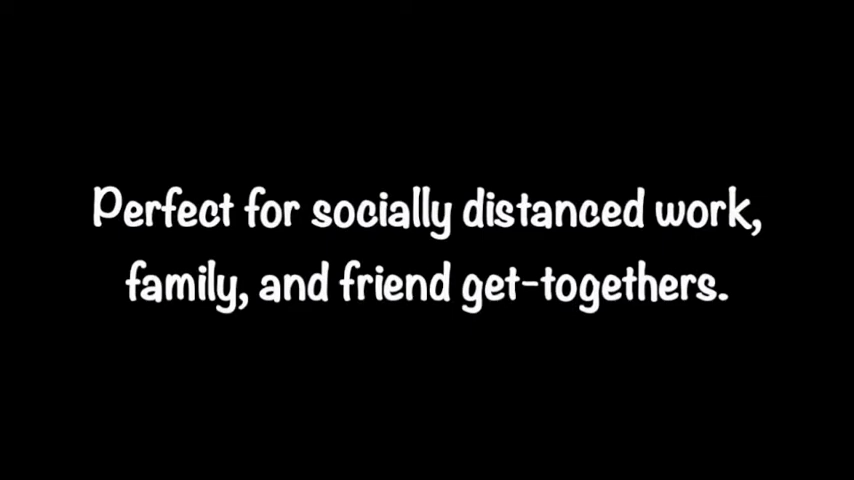 Perfect for socially distanced work,
family, and friend get-togethers.